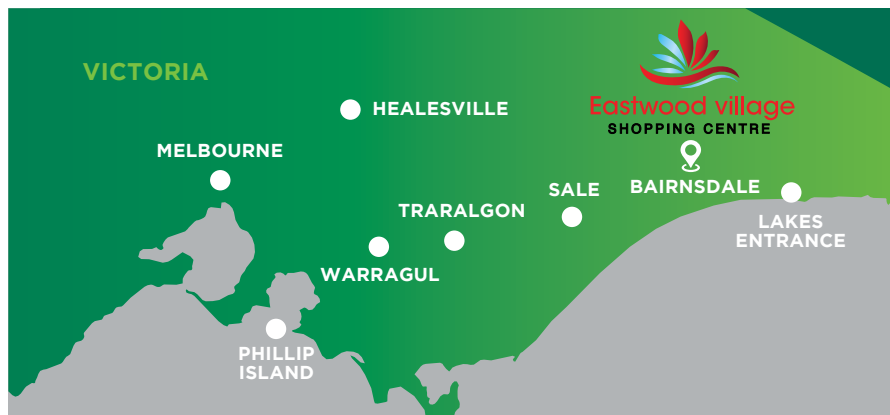 VICTORIA
Eastwood village
SHOPPING CENTRE
HEALESVILLE
MELBOURNE
BAIRNSDALE
SALE
TRARALGON
LAKES
ENTRANCE
WARRAGUL
PHILLIP
ISLAND